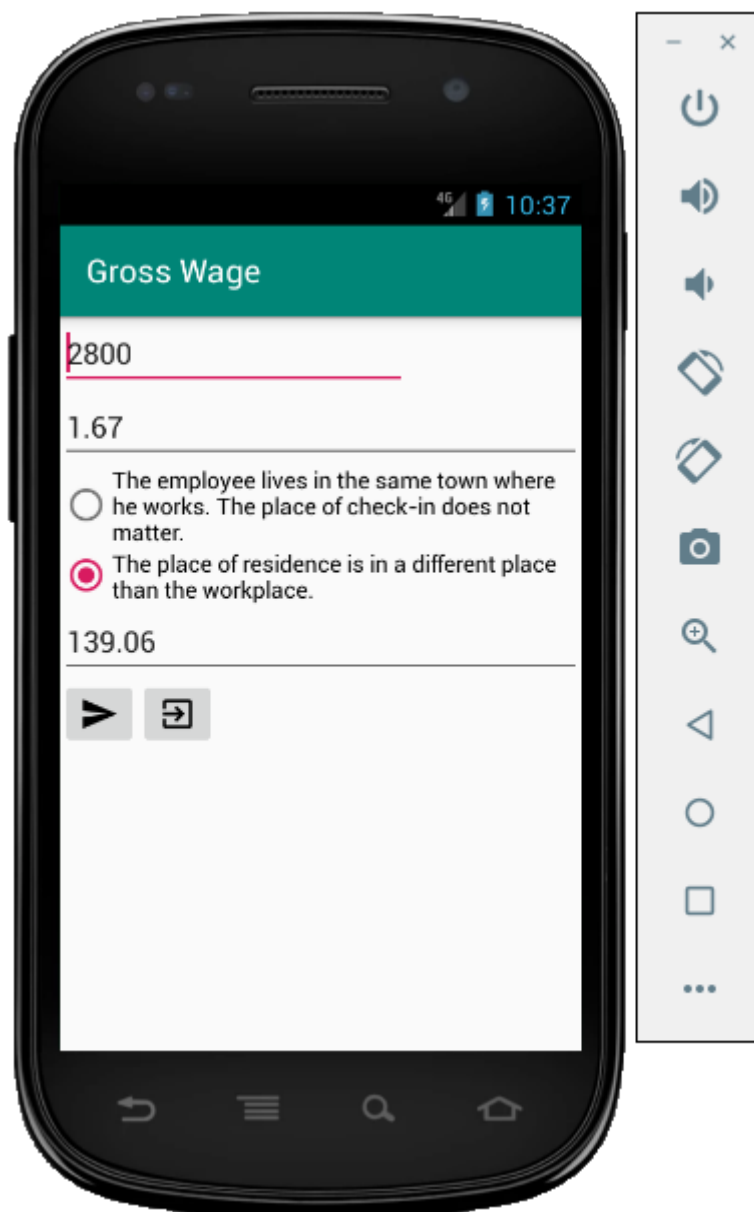 4G 10:37
Gross Wage
2800
1.67
The employee lives in the same town where
he works. The place of check-in does not
matter.
The place of residence is in a different place
than the workplace.
139.06